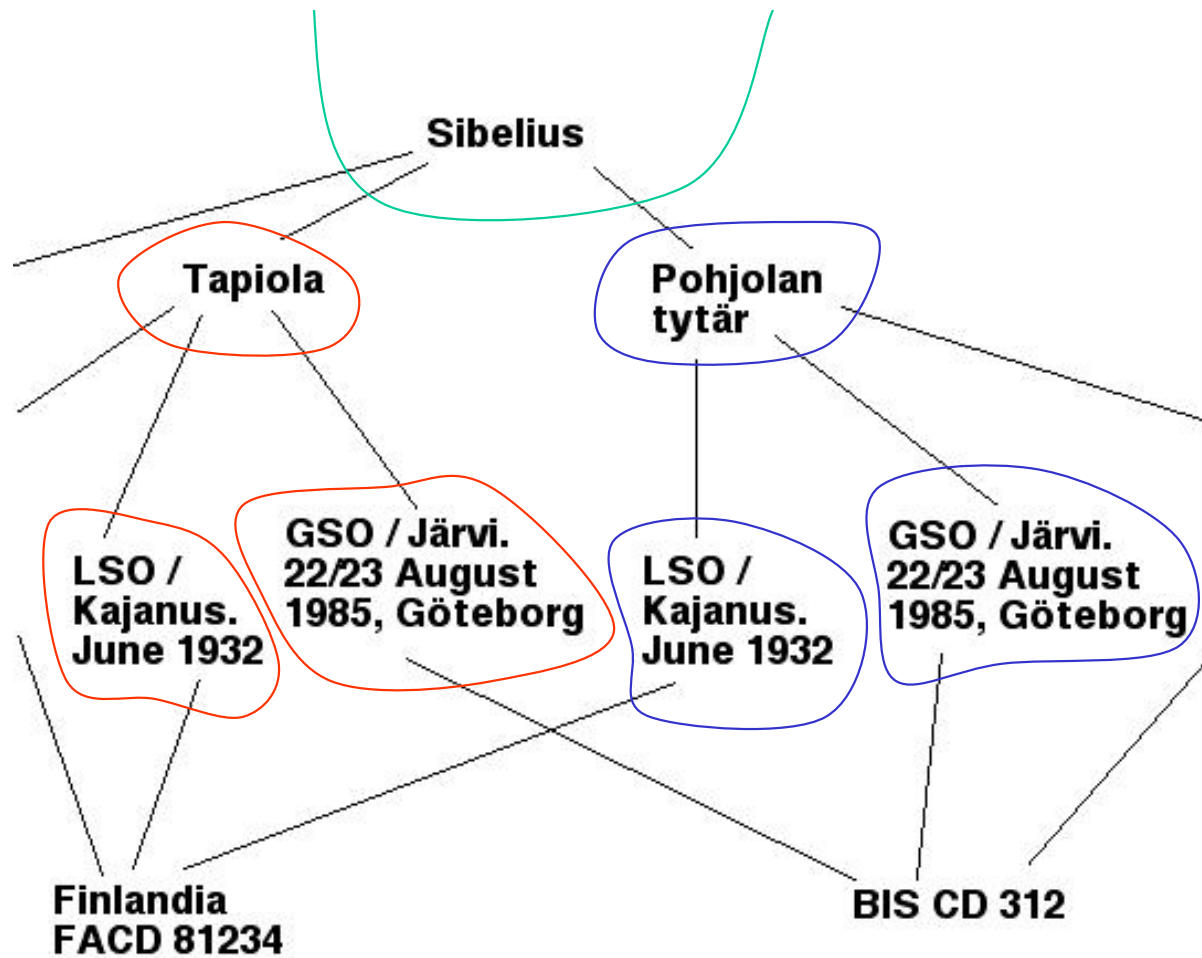 Sibelius
Tapiola
Pohjolan
tytär
LSO /
Kajanus.
June 1932
GSO / Järvi.
22/23 August
1985, Göteborg
LSO /
Kajanus.
June 1932
GSO / Järvi.
22/23 August
1985, Göteborg
Finlandia
FACD 81234
BIS CD 312